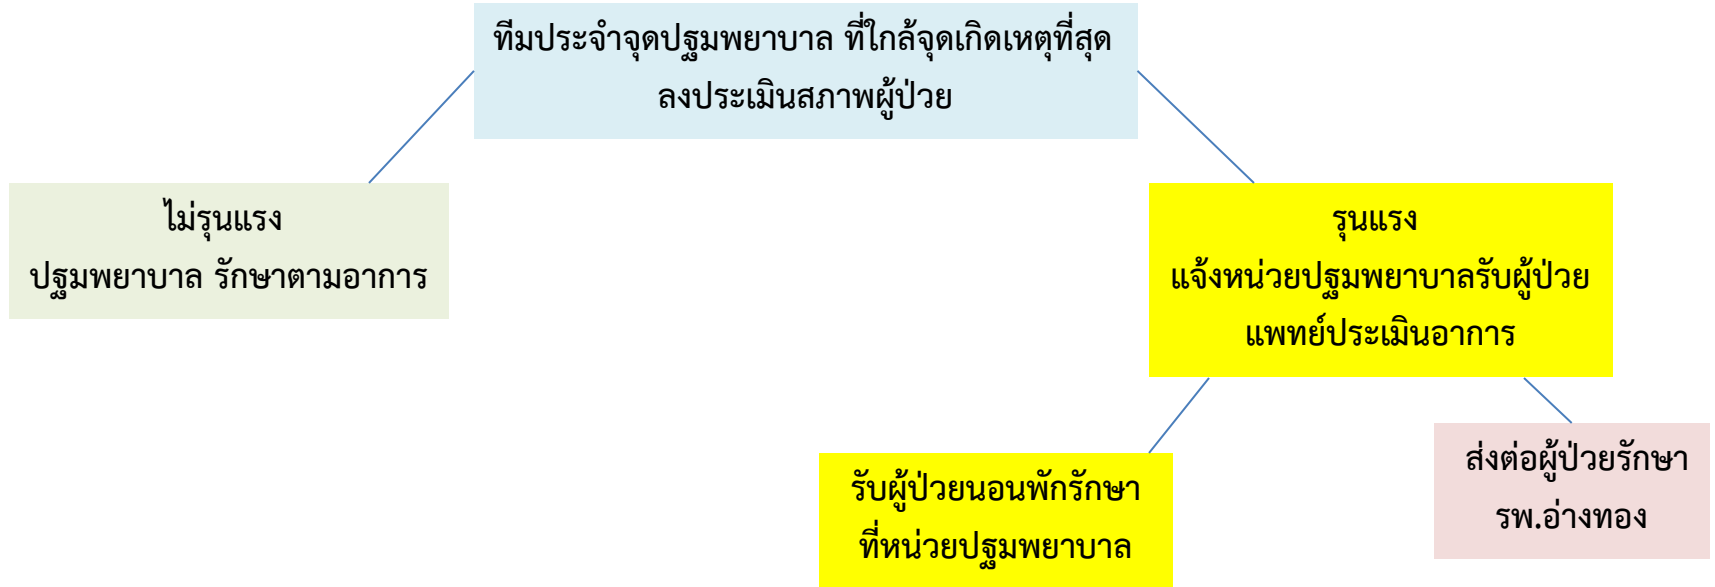 ทีมประจำจุดปฐมพยาบาล ที่ใกล้จุดเกิดเหตุที่สุด
ลงประเมินสภาพผู้ป่วย
ไม่รุนแรง
ปฐมพยาบาล รักษาตามอาการ
รุนแรง
แจ้งหน่วยปฐมพยาบาลรับผู้ป่วย
แพทย์ประเมินอาการ
รับผู้ป่วยนอนพักรักษา
ที่หน่วยปฐมพยาบาล
ส่งต่อผู้ป่วยรักษา
รพ.อ่างทอง